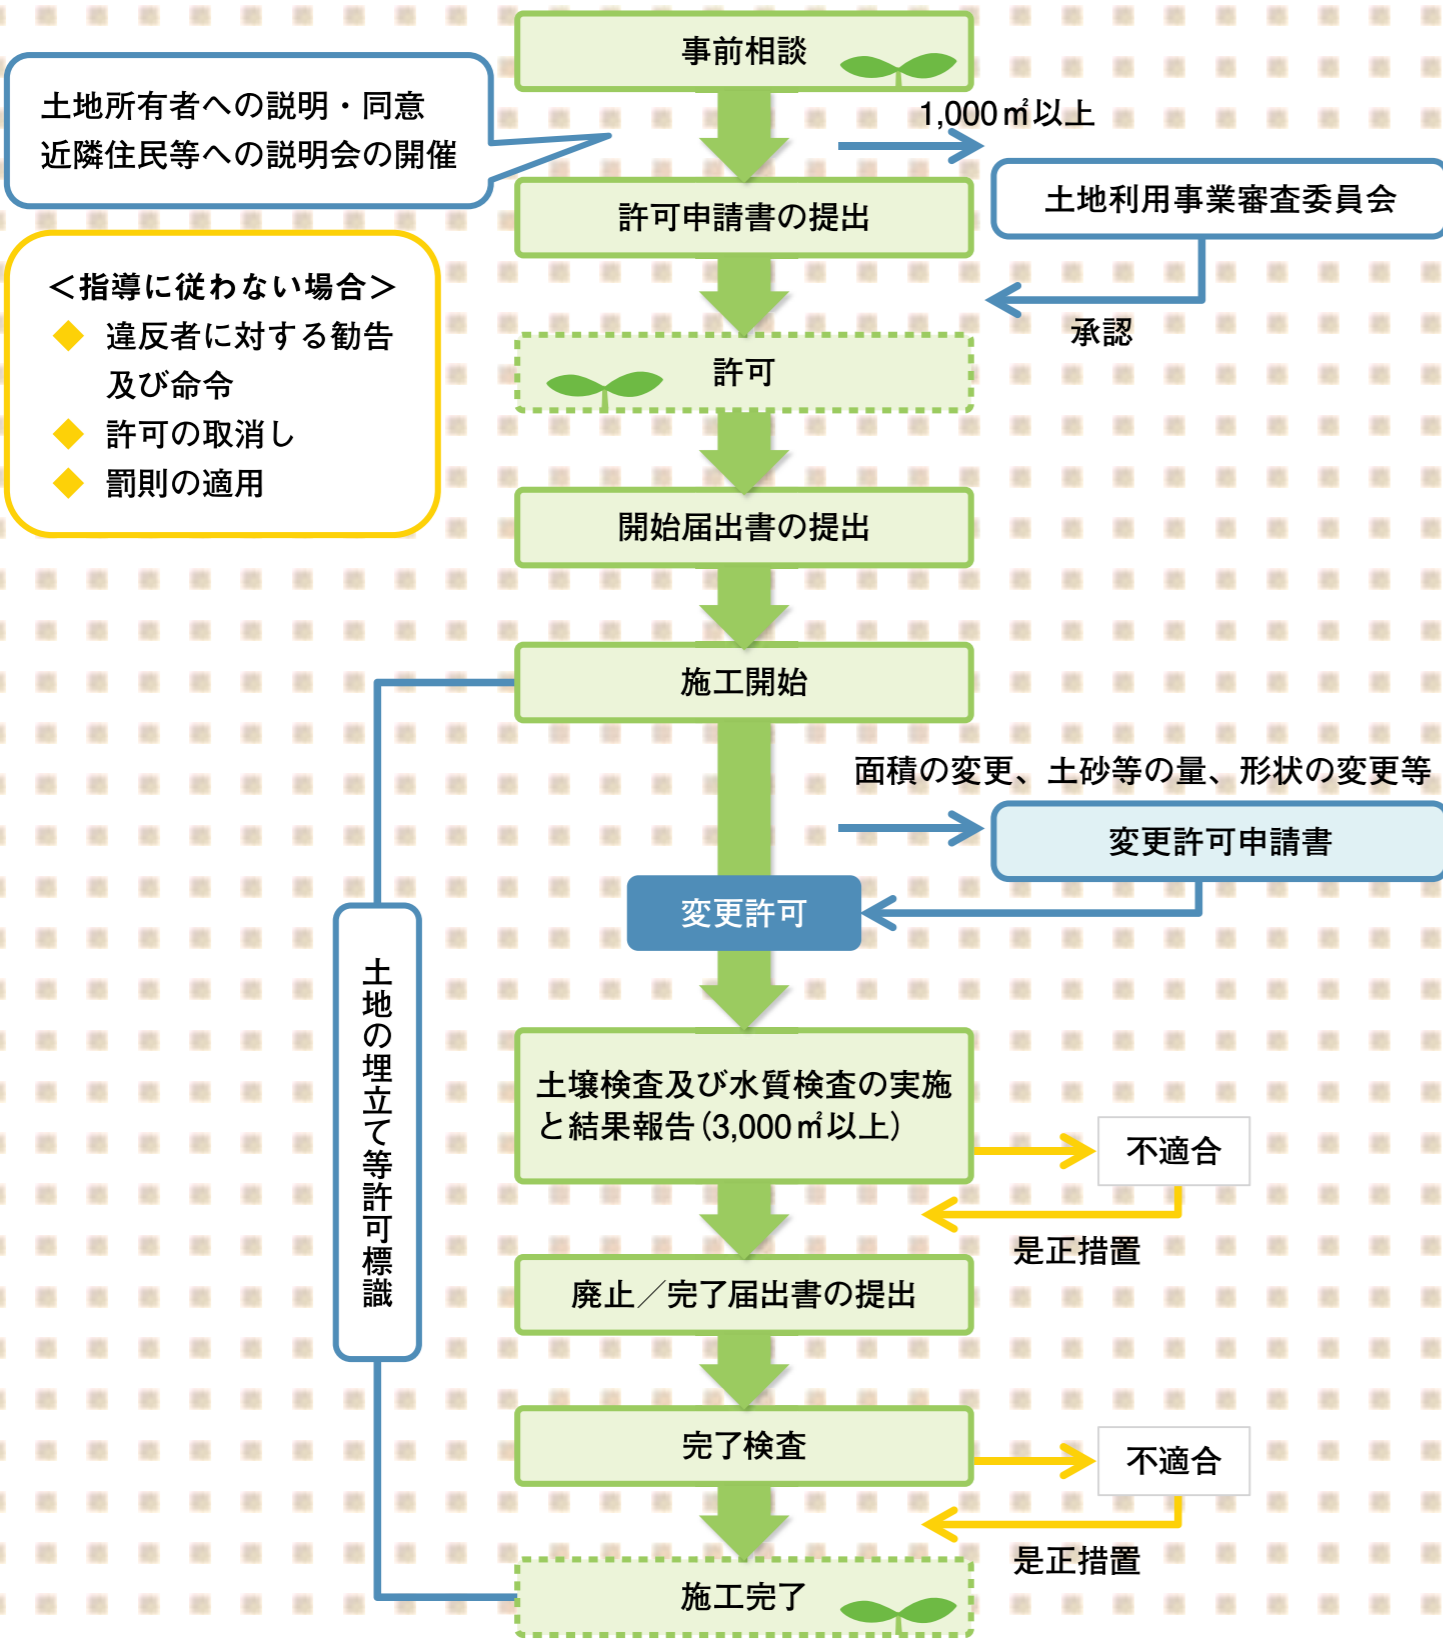 事前相談
土地所有者への説明・同意
近隣住民等への説明会の開催
1,000㎡以上
土地利用事業審査委員会
許可申請書の提出
承認
＜指導に従わない場合＞
◆ 違反者に対する勧告
及び命令
◆ 許可の取消し
◆ 罰則の適用
許可
開始届出書の提出
施工開始
面積の変更、土砂等の量、形状の変更等
変更許可申請書
変更許可
土地の埋立て等許可標識
土壌検査及び水質検査の実施
と結果報告(3,000㎡以上)
不適合
是正措置
廃止／完了届出書の提出
完了検査
不適合
是正措置
施工完了